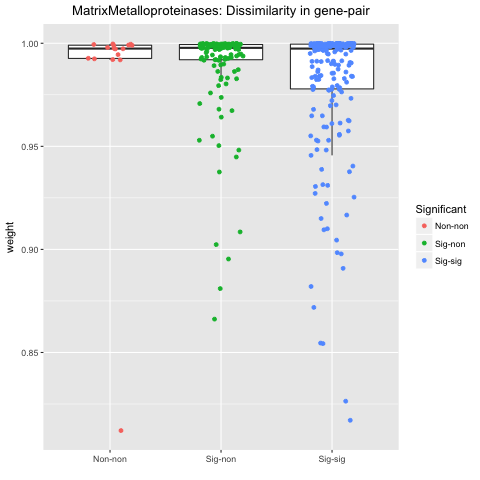 MatrixMetalloproteinases: Dissimilarity in gene-pair
1.00
0.95
0.90
0.85
weight
Non-non
Sig-non
Sig-sig
Significant
Non-non
Sig-non
Sig-sig